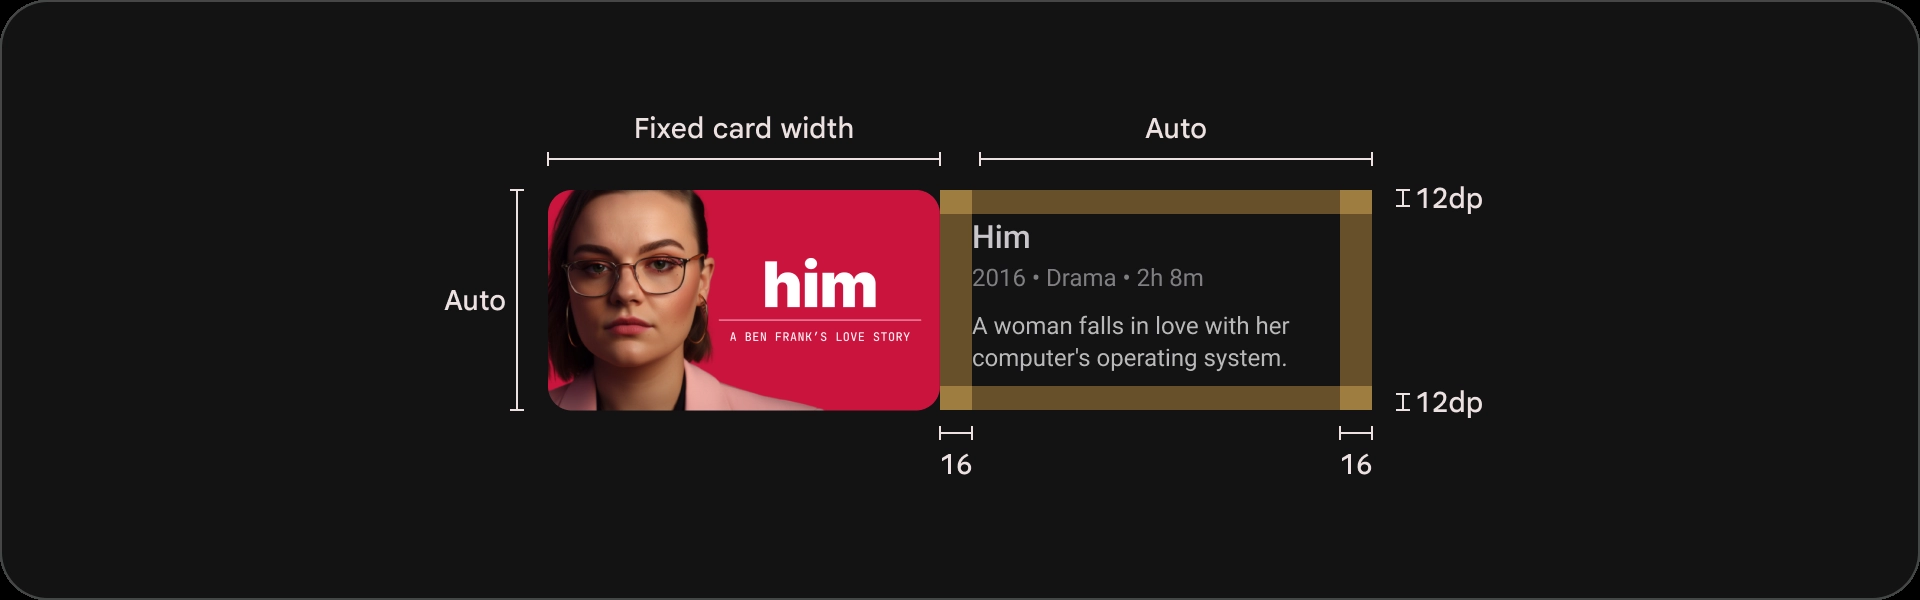 Fixed card width
Auto
12dp
Auto
him
A BEN FRANK’S LOVE STORY
Him
2016 • Drama • 2h 8m
A woman falls in love with her
computer's operating system.
12dp
16
16